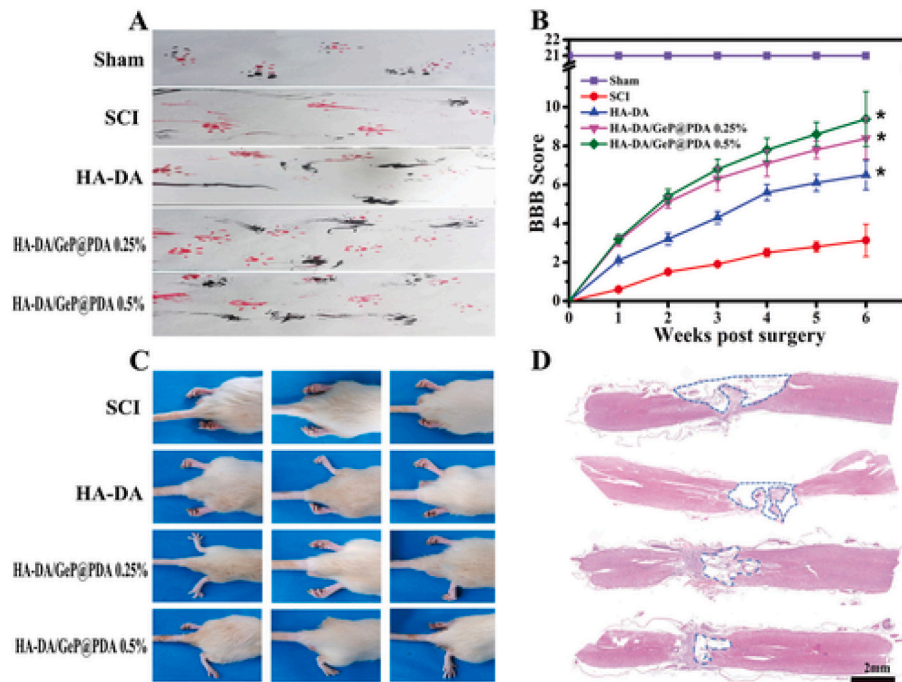 A
Sham
SCI
HA-DA
HA-DA/GeP@PDA 0.25%
HA-DA/GeP@PDA 0.5%
B
22
21
8
6
4
2
0
BBB Score
Sham
SCI
HA-DA
HA-DA/GeP@PDA 0.25%
HA-DA/GeP@PDA 0.5%
*
*
*
0 1 2 3 4 5 6
Weeks post surgery
C
SCI
HA-DA
HA-DA/GeP@PDA 0.25%
HA-DA/GeP@PDA 0.5%
D
2mm